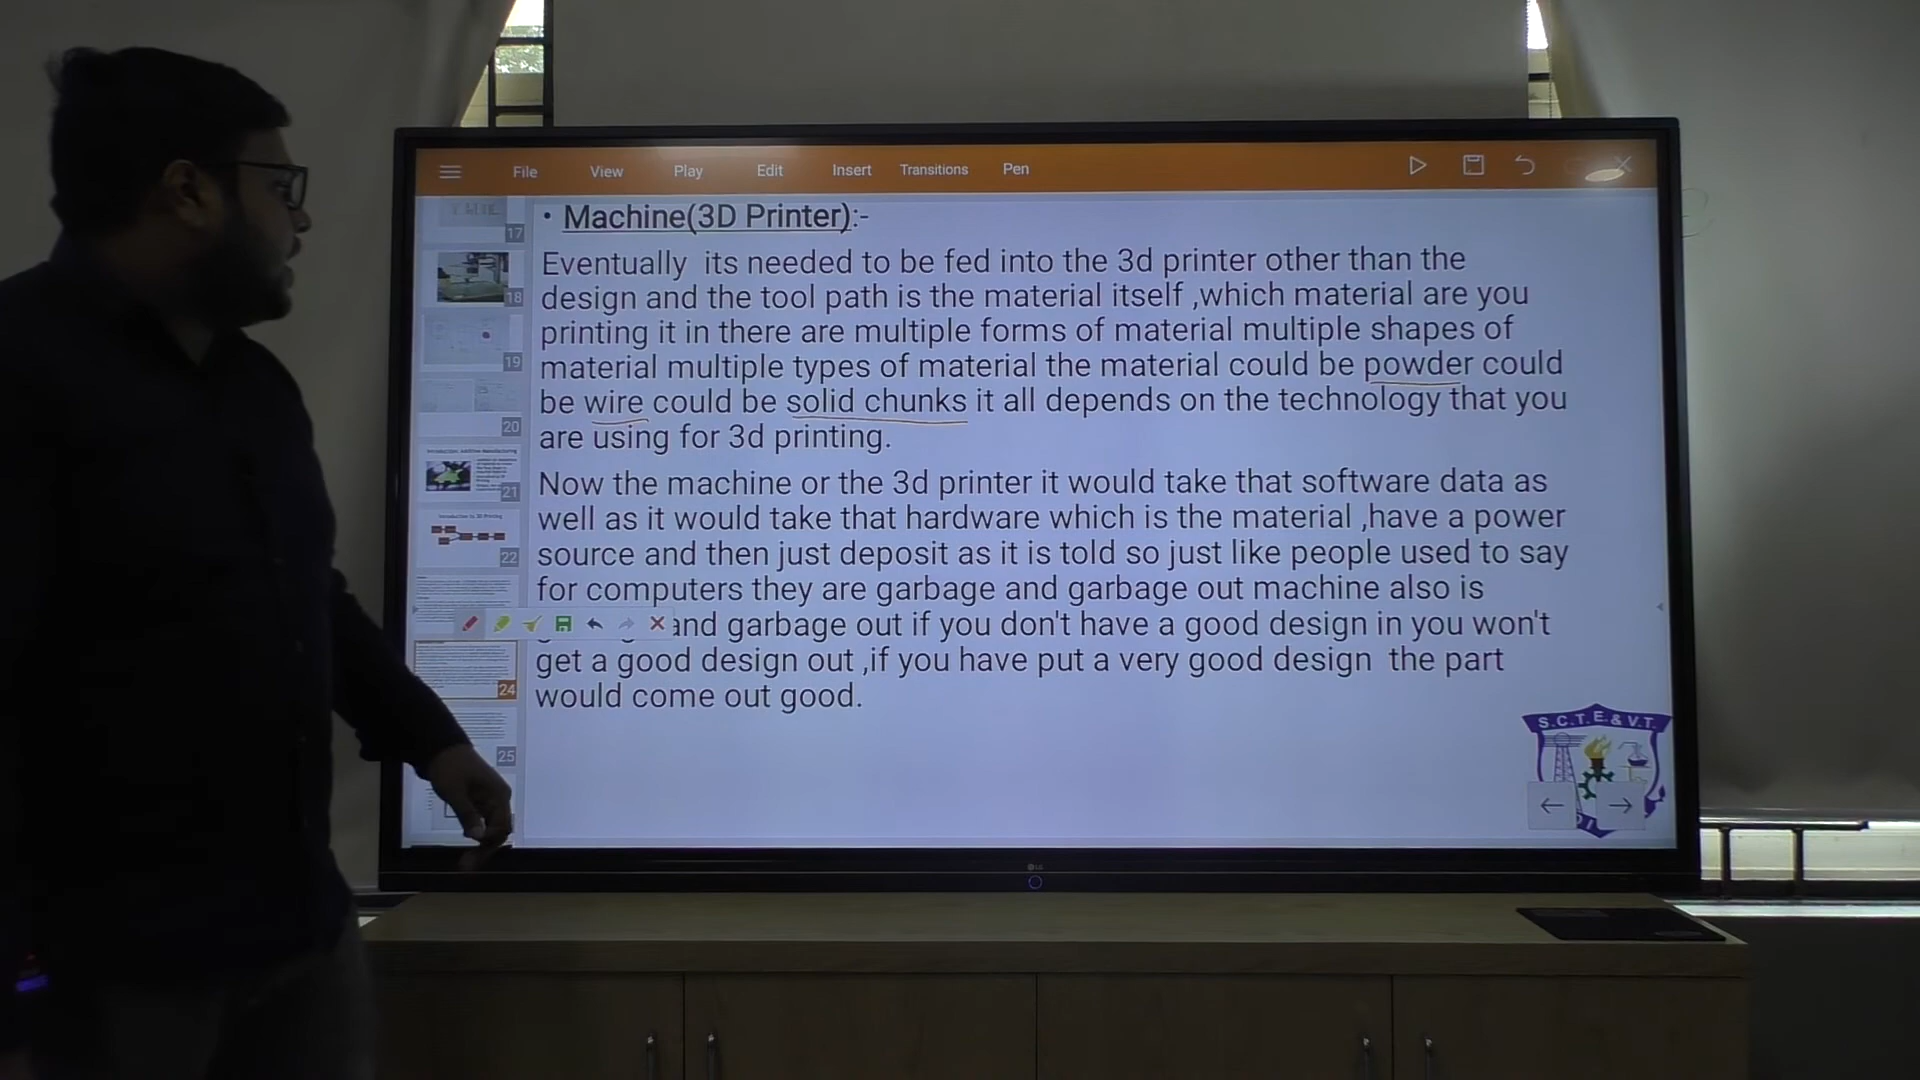 File View Play Edit Insert Transitions Pen
• Machine(3D Printer):-
Eventually its needed to be fed into the 3d printer other than the
design and the tool path is the material itself ,which material are you
printing it in there are multiple forms of material multiple shapes of
material multiple types of material the material could be powder could
be wire could be solid chunks it all depends on the technology that you
are using for 3d printing.
Now the machine or the 3d printer it would take that software data as
well as it would take that hardware which is the material ,have a power
source and then just deposit as it is told so just like people used to say
for computers they are garbage and garbage out machine also is
and garbage out if you don't have a good design in you won't
get a good design out ,if you have put a very good design the part
would come out good.
17
18
19
20
Introduction: Additive Manufacturing
21
Introduction to 3D Printing
22
24
25
S.C.T.E.& V.T.
LG